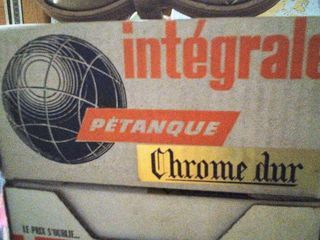 intégrale
PÉTANQUE
Chrome dur
LE PRIX S'OUBLIE...